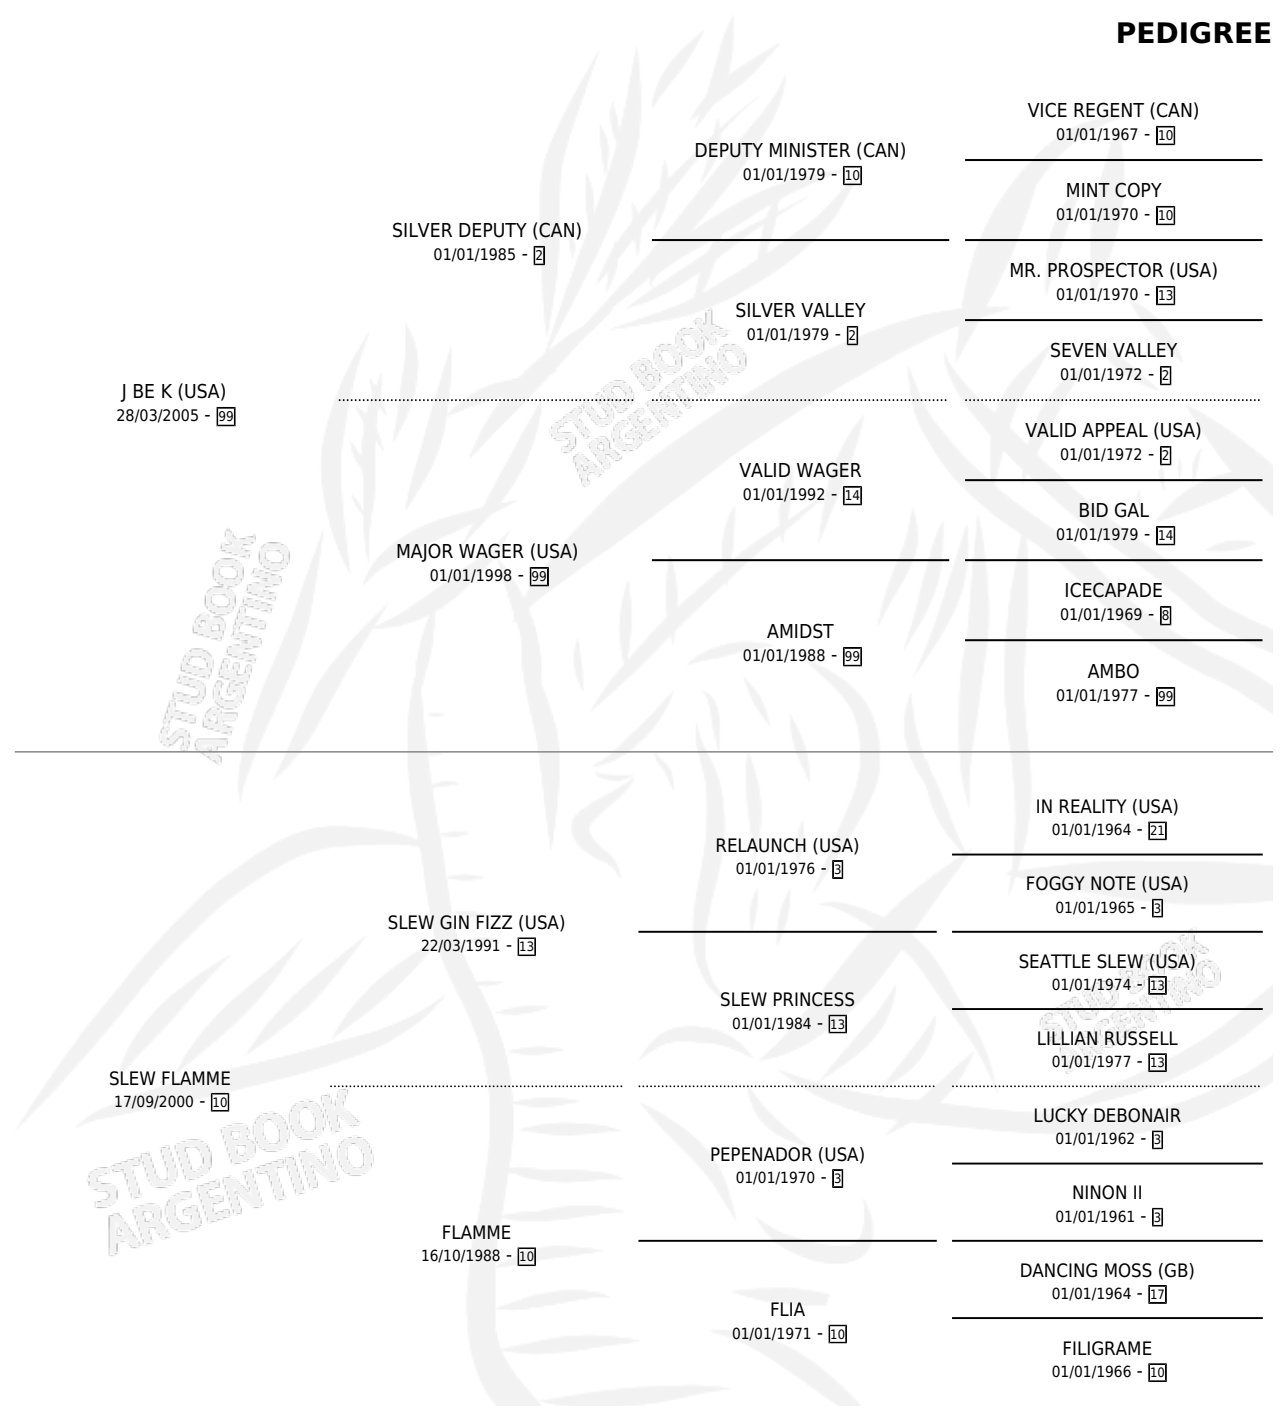 PEDIGREE
VICE REGENT (CAN)
01/01/1967 - 10
DEPUTY MINISTER (CAN)
01/01/1979 - 10
MINT COPY
01/01/1970 - 10
SILVER DEPUTY (CAN)
01/01/1985 - 2
MR. PROSPECTOR (USA)
01/01/1970 - 13
SILVER VALLEY
01/01/1979 - 2
SEVEN VALLEY
01/01/1972 - 2
J BE K (USA)
28/03/2005 - 99
STUD BOOK
ARGENTINO
VALID APPEAL (USA)
01/01/1972 - 2
VALID WAGER
01/01/1992 - 14
BID GAL
01/01/1979 - 14
MAJOR WAGER (USA)
01/01/1998 - 99
ICECAPADE
01/01/1969 - 8
AMIDST
01/01/1988 - 99
AMBO
01/01/1977 - 99
STUD BOOK
ARGENTINO
IN REALITY (USA)
01/01/1964 - 21
RELAUNCH (USA)
01/01/1976 - 3
FOGGY NOTE (USA)
01/01/1965 - 3
SLEW GIN FIZZ (USA)
22/03/1991 - 13
SEATTLE SLEW (USA)
01/01/1974 - 13
SLEW PRINCESS
01/01/1984 - 13
STUD BOOK
ARGENTINO
LILLIAN RUSSELL
01/01/1977 - 13
SLEW FLAMME
17/09/2000 - 10
LUCKY DEBONAIR
01/01/1962 - 3
PEPENADOR (USA)
01/01/1970 - 3
NINON II
01/01/1961 - 3
STUD BOOK
ARGENTINO
FLAMME
16/10/1988 - 10
DANCING MOSS (GB)
01/01/1964 - 17
FLIA
01/01/1971 - 10
FILIGRAME
01/01/1966 - 10